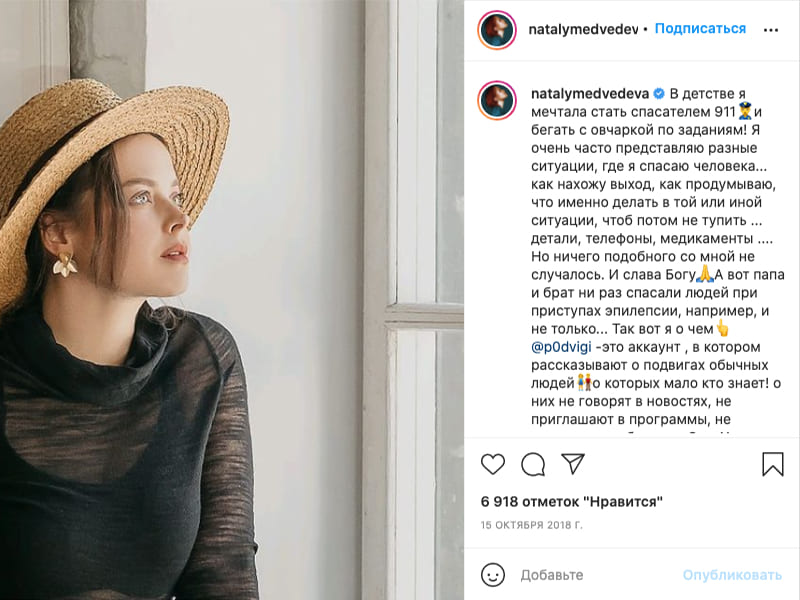 natalymedvedev • Подписаться
natalymedvedeva В детстве я
мечтала стать спасателем 911👮и
бегать с овчаркой по заданиям! Я
очень часто представляю разные
ситуации, где я спасаю человека...
как нахожу выход, как продумываю,
что именно делать в той или иной
ситуации, чтоб потом не тупить ...
детали, телефоны, медикаменты ....
Но ничего подобного со мной не
случалось. И слава Богу🙏А вот папа
и брат ни раз спасали людей при
приступах эпилепсии, например, и
не только... Так вот я о чем👆
@p0dvigi -это аккаунт , в котором
рассказывают о подвигах обычных
людей👫о которых мало кто знает! о
них не говорят в новостях, не
приглашают в программы, не
6 918 отметок "Нравится"
15 ОКТЯБРЯ 2018 Г.
Добавьте
Опубликовать